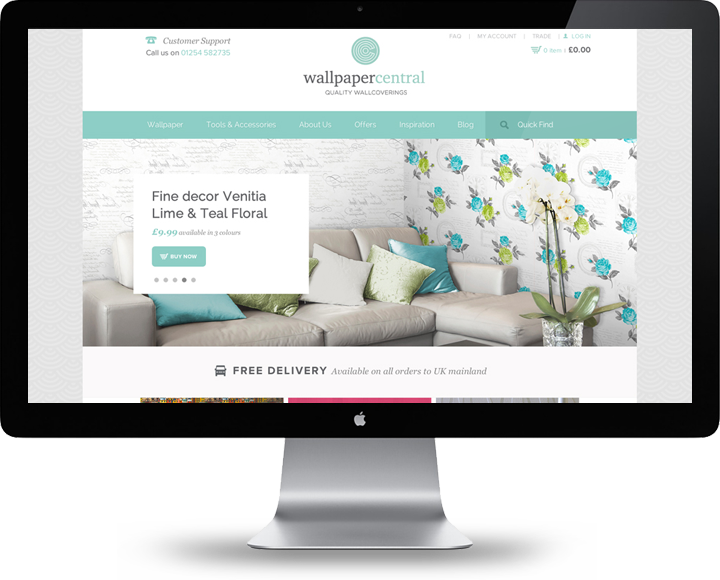 Customer Support
Call us on 01254 582735
FAQ | MY ACCOUNT | TRADE | LOG IN
0 item | £0.00
wallpapercentral
QUALITY WALLCOVERINGS
Wallpaper Tools & Accessories About Us Offers Inspiration Blog Quick Find
Fine decor Venitia
Lime & Teal Floral
£9.99 available in 3 colours
BUY NOW
FREE DELIVERY Available on all orders to UK mainland